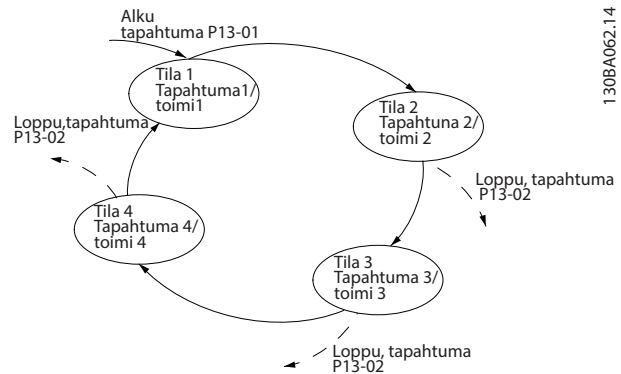 Alku
tapahtuma P13-01
130BA062.14
Tila 1
Tapahtuma1/
toimi1
Tila 2
Tapahtuna 2/
toimi 2
Loppu,tapahtuma
P13-02
Loppu, tapahtuma
P13-02
Tila 4
Tapahtuma 4/
toimi 4
Tila 3
Tapahtuma 3/
toimi 3
Loppu, tapahtuma
P13-02